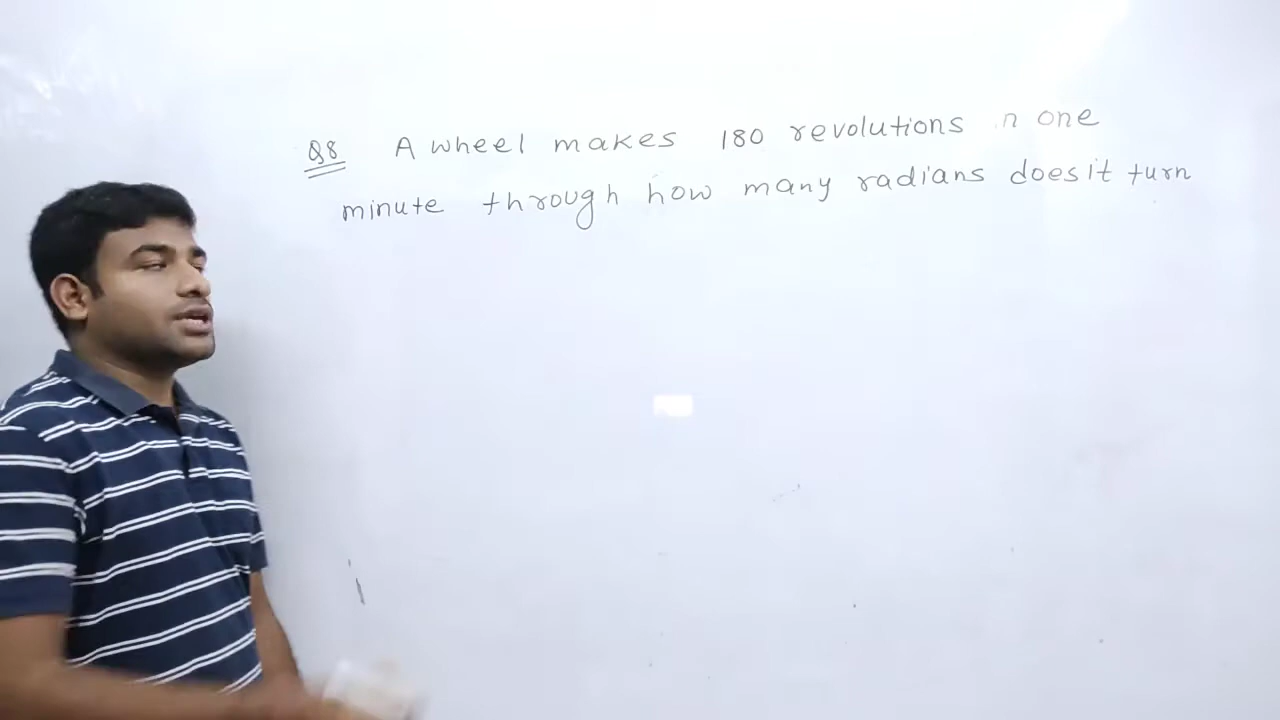 Q8 A wheel makes 180 revolutions in one
minute through how many radians does it turn